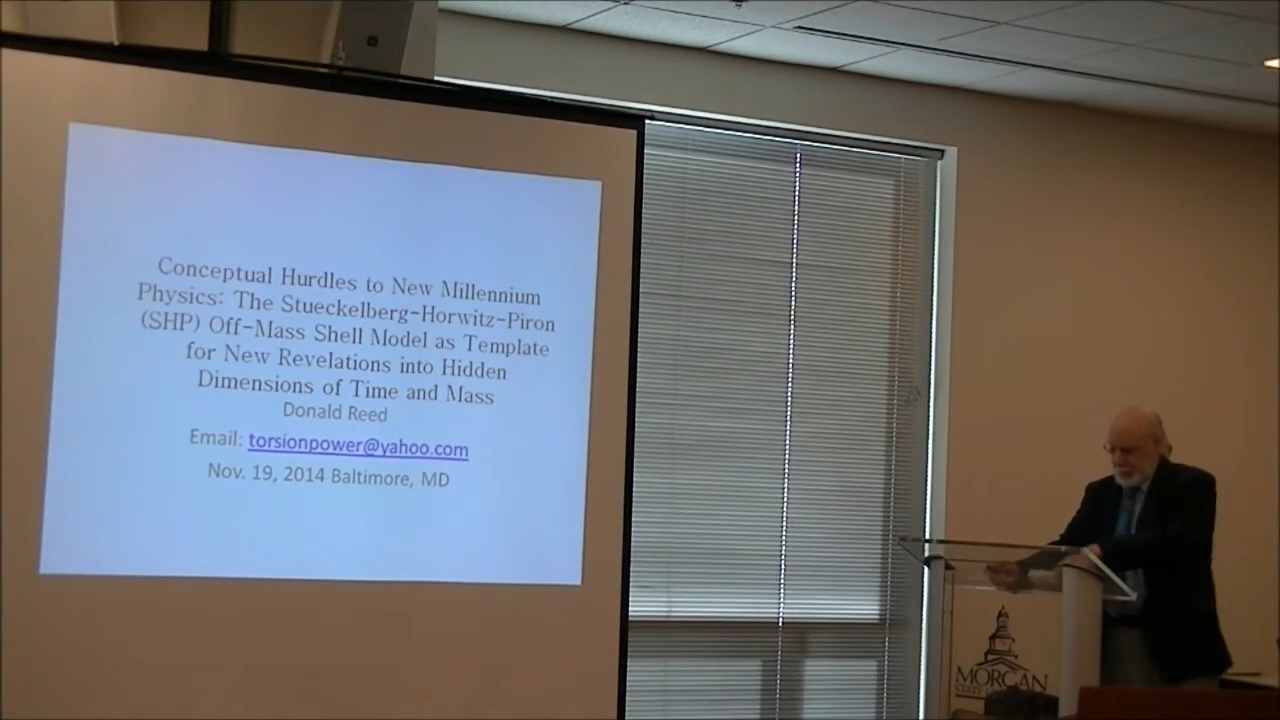 Conceptual Hurdles to New Millennium
Physics: The Stueckelberg-Horwitz-Piron
(SHP) Off-Mass Shell Model as Template
for New Revelations into Hidden
Dimensions of Time and Mass
Donald Reed
Email: torsionpower@yahoo.com
Nov. 19, 2014 Baltimore, MD
MORGAN
STATE